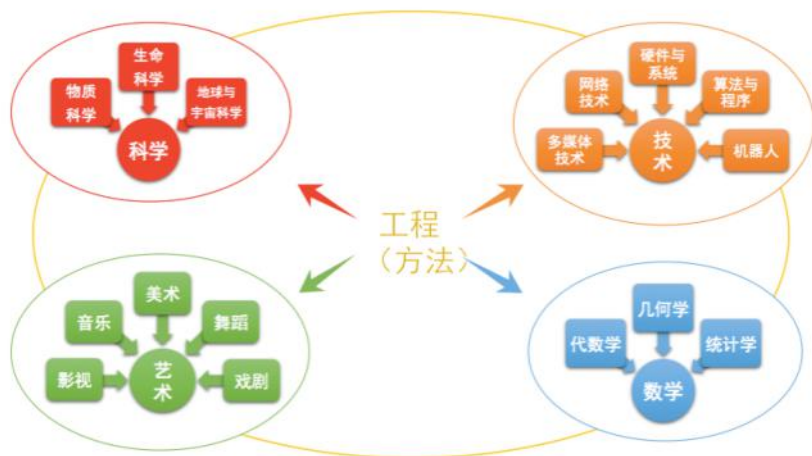 生命
科学
物质
科学
地球与
宇宙科学
科学
硬件与
系统
网络
技术
算法与
程序
多媒体
技术
技
术
机器人
工程
（方法）
美术
音乐
舞蹈
影视
艺
术
戏剧
几何学
代数学
统计学
数学